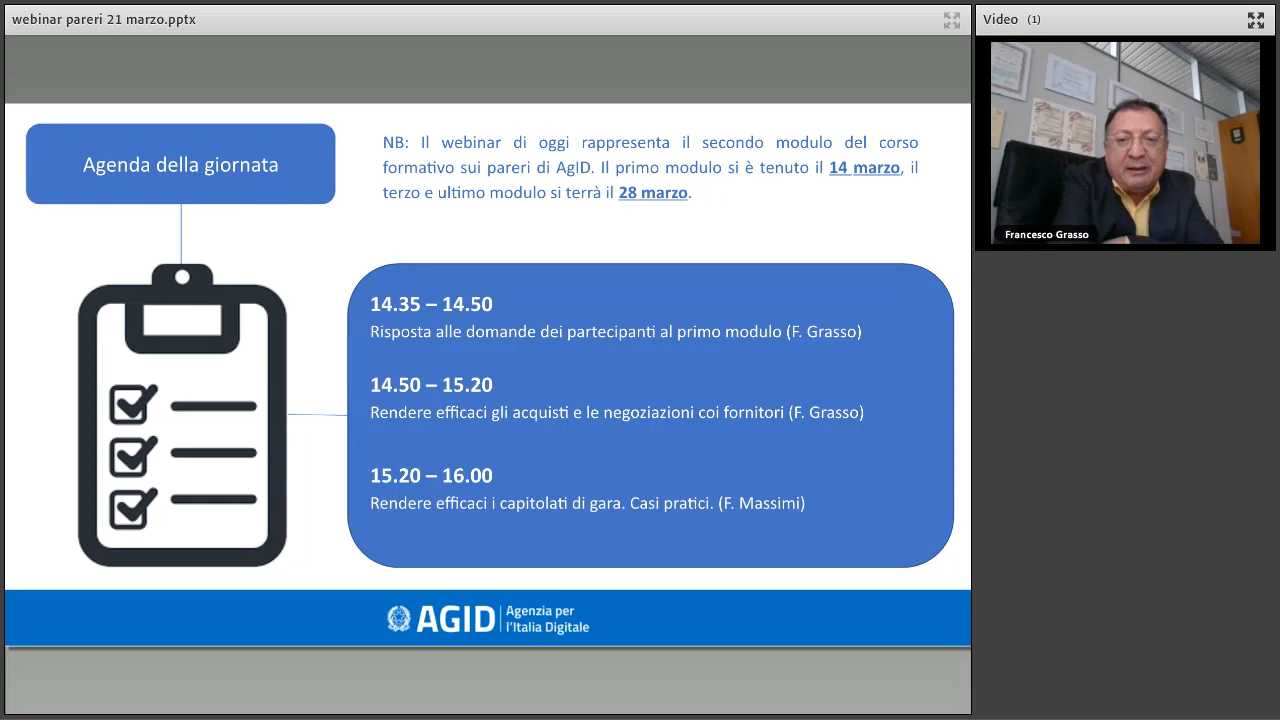 webinar pareri 21 marzo.pptx
Video (1)
Agenda della giornata
NB: Il webinar di oggi rappresenta il secondo modulo del corso
formativo sui pareri di AgID. Il primo modulo si è tenuto il 14 marzo, il
terzo e ultimo modulo si terrà il 28 marzo.
14.35 – 14.50
Risposta alle domande dei partecipanti al primo modulo (F. Grasso)
14.50 – 15.20
Rendere efficaci gli acquisti e le negoziazioni coi fornitori (F. Grasso)
15.20 – 16.00
Rendere efficaci i capitolati di gara. Casi pratici. (F. Massimi)
AGID
Agenzia per
l'Italia Digitale
Francesco Grasso